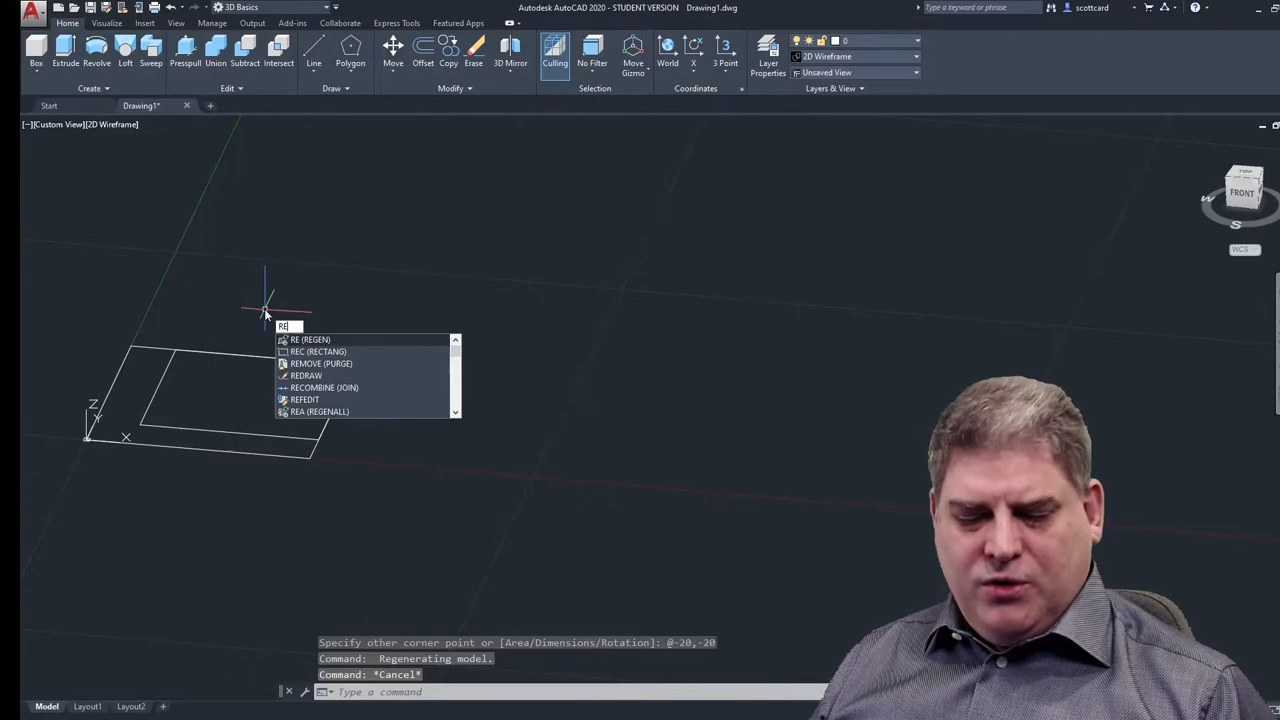 3D Basics
Autodesk AutoCAD 2020 - STUDENT VERSION Drawing1.dwg
Type a keyword or phrase
scottcard
Home Visualize Insert View Manage Output Add-ins Collaborate Express Tools Featured Apps
Box Extrude Revolve Loft Sweep Presspull Union Subtract Intersect Line Polygon Move Offset Copy Erase 3D Mirror Culling No Filter Move Gizmo World X 3 Point Layer Properties
0
2D Wireframe
Unsaved View
Create Edit Draw Modify Selection Coordinates Layers & View
Start Drawing1*
[−][Custom View][2D Wireframe]
TOP
FRONT
W
S
WCS
RE
RE (REGEN)
REC (RECTANG)
REMOVE (PURGE)
REDRAW
RECOMBINE (JOIN)
REFEDIT
REA (REGENALL)
Z
Y
X
Specify other corner point or [Area/Dimensions/Rotation]: @-20,-20
Command: Regenerating model.
Command: *Cancel*
Type a command
Model Layout1 Layout2